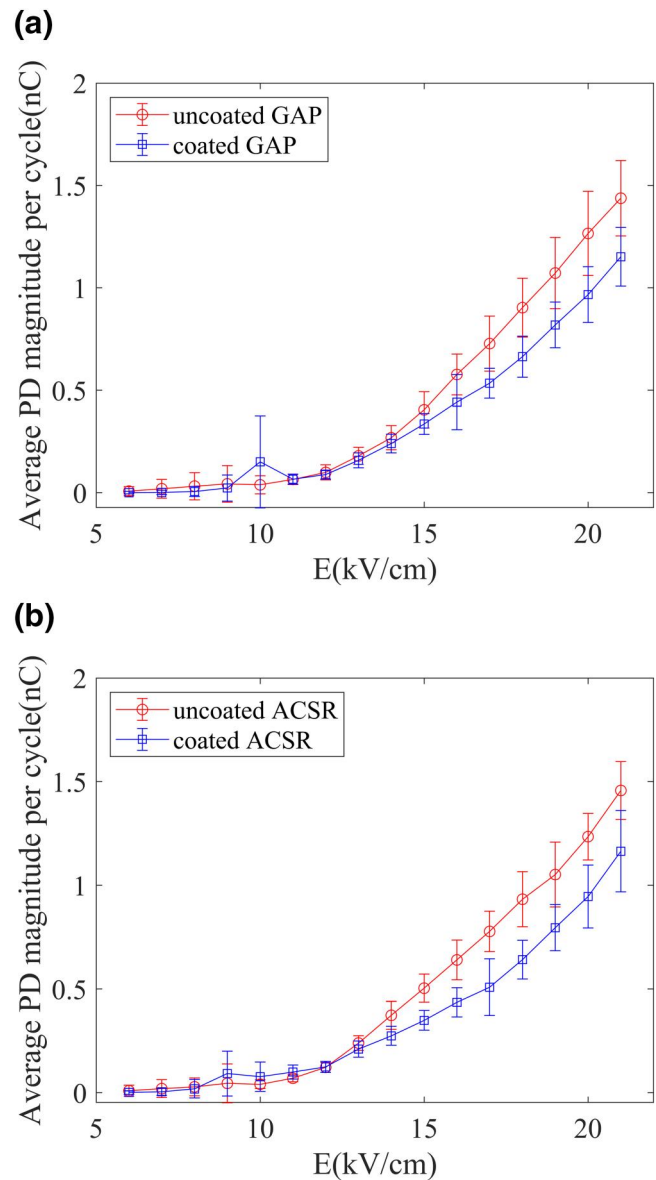 (a)
Average PD magnitude per cycle(nC)
2
1.5
1
0.5
0
uncoated GAP
coated GAP
5
10
15
20
E(kV/cm)
(b)
Average PD magnitude per cycle(nC)
2
1.5
1
0.5
0
uncoated ACSR
coated ACSR
5
10
15
20
E(kV/cm)